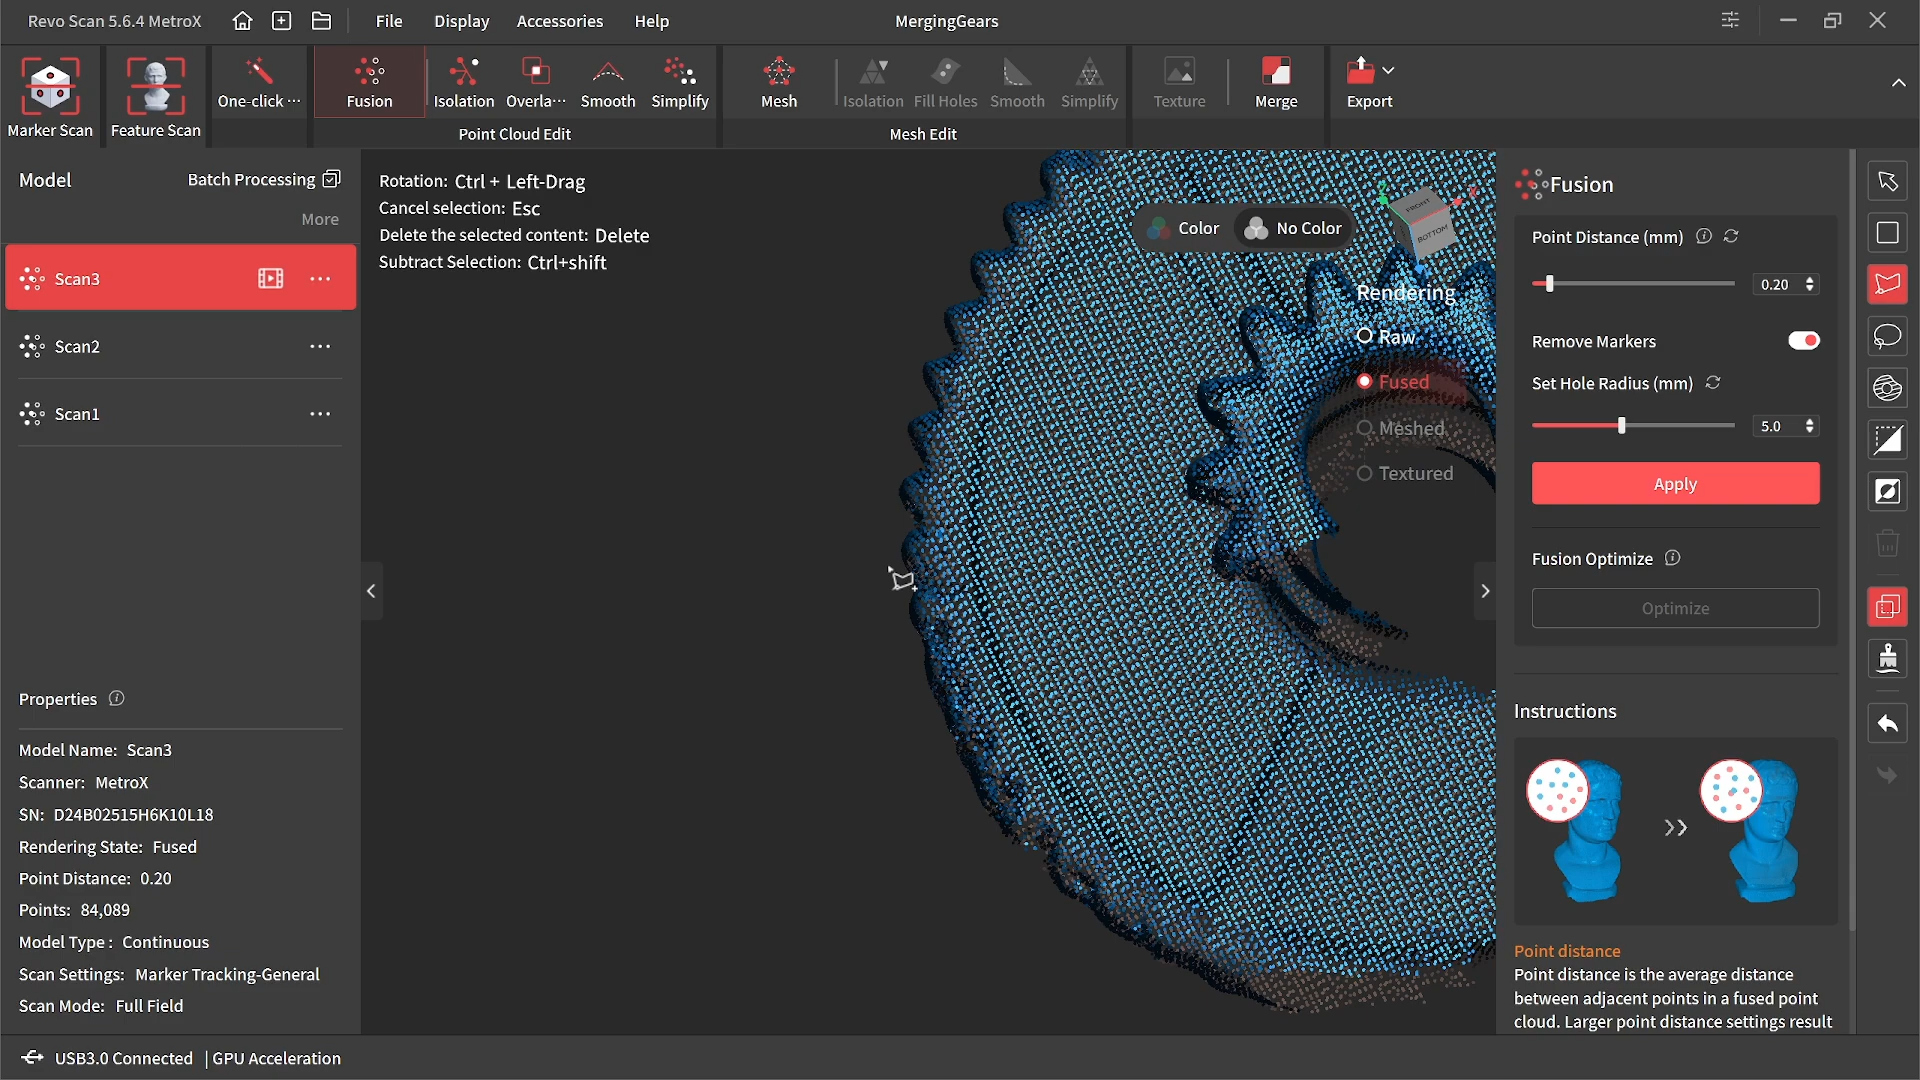 Revo Scan 5.6.4 MetroX
File
Display
Accessories
Help
MergingGears
Marker Scan
Feature Scan
One-click ···
Fusion
Isolation
Overla···
Smooth
Simplify
Point Cloud Edit
Mesh
Isolation
Fill Holes
Smooth
Simplify
Mesh Edit
Texture
Merge
Export
Model
Batch Processing
More
Scan3
Scan2
Scan1
Properties
Model Name: Scan3
Scanner: MetroX
SN: D24B02515H6K10L18
Rendering State: Fused
Point Distance: 0.20
Points: 84,089
Model Type : Continuous
Scan Settings: Marker Tracking-General
Scan Mode: Full Field
Rotation: Ctrl + Left-Drag
Cancel selection: Esc
Delete the selected content: Delete
Subtract Selection: Ctrl+shift
Color
No Color
FRONT
BOTTOM
Rendering
Raw
Fused
Meshed
Textured
Fusion
Point Distance (mm)
0.20
Remove Markers
Set Hole Radius (mm)
5.0
Apply
Fusion Optimize
Optimize
Instructions
Point distance
Point distance is the average distance
between adjacent points in a fused point
cloud. Larger point distance settings result
USB3.0 Connected | GPU Acceleration